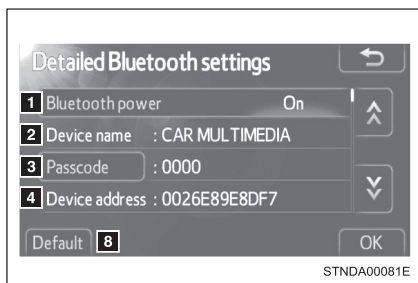 Detailed Bluetooth settings
1 Bluetooth power On
2 Device name : CAR MULTIMEDIA
3 Passcode : 0000
4 Device address : 0026E89E8DF7
Default 8 OK
STNDA00081E